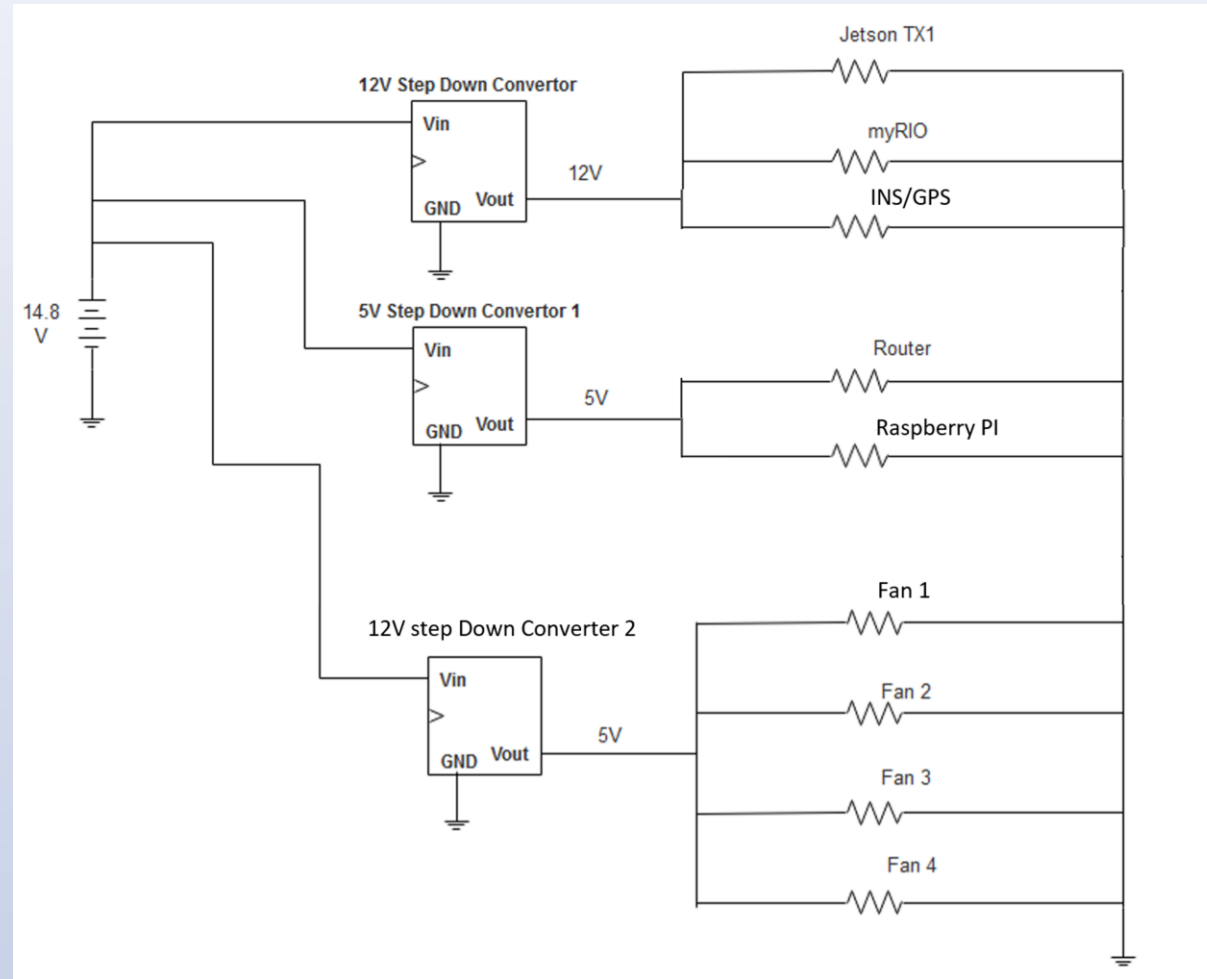 Jetson TX1
12V Step Down Convertor
Vin
myRIO
12V
INS/GPS
Vout
GND
14.8
V
5V Step Down Convertor 1
Vin
Router
5V
Raspberry PI
Vout
GND
Fan 1
12V step Down Converter 2
Vin
Fan 2
5V
Vout
GND
Fan 3
Fan 4